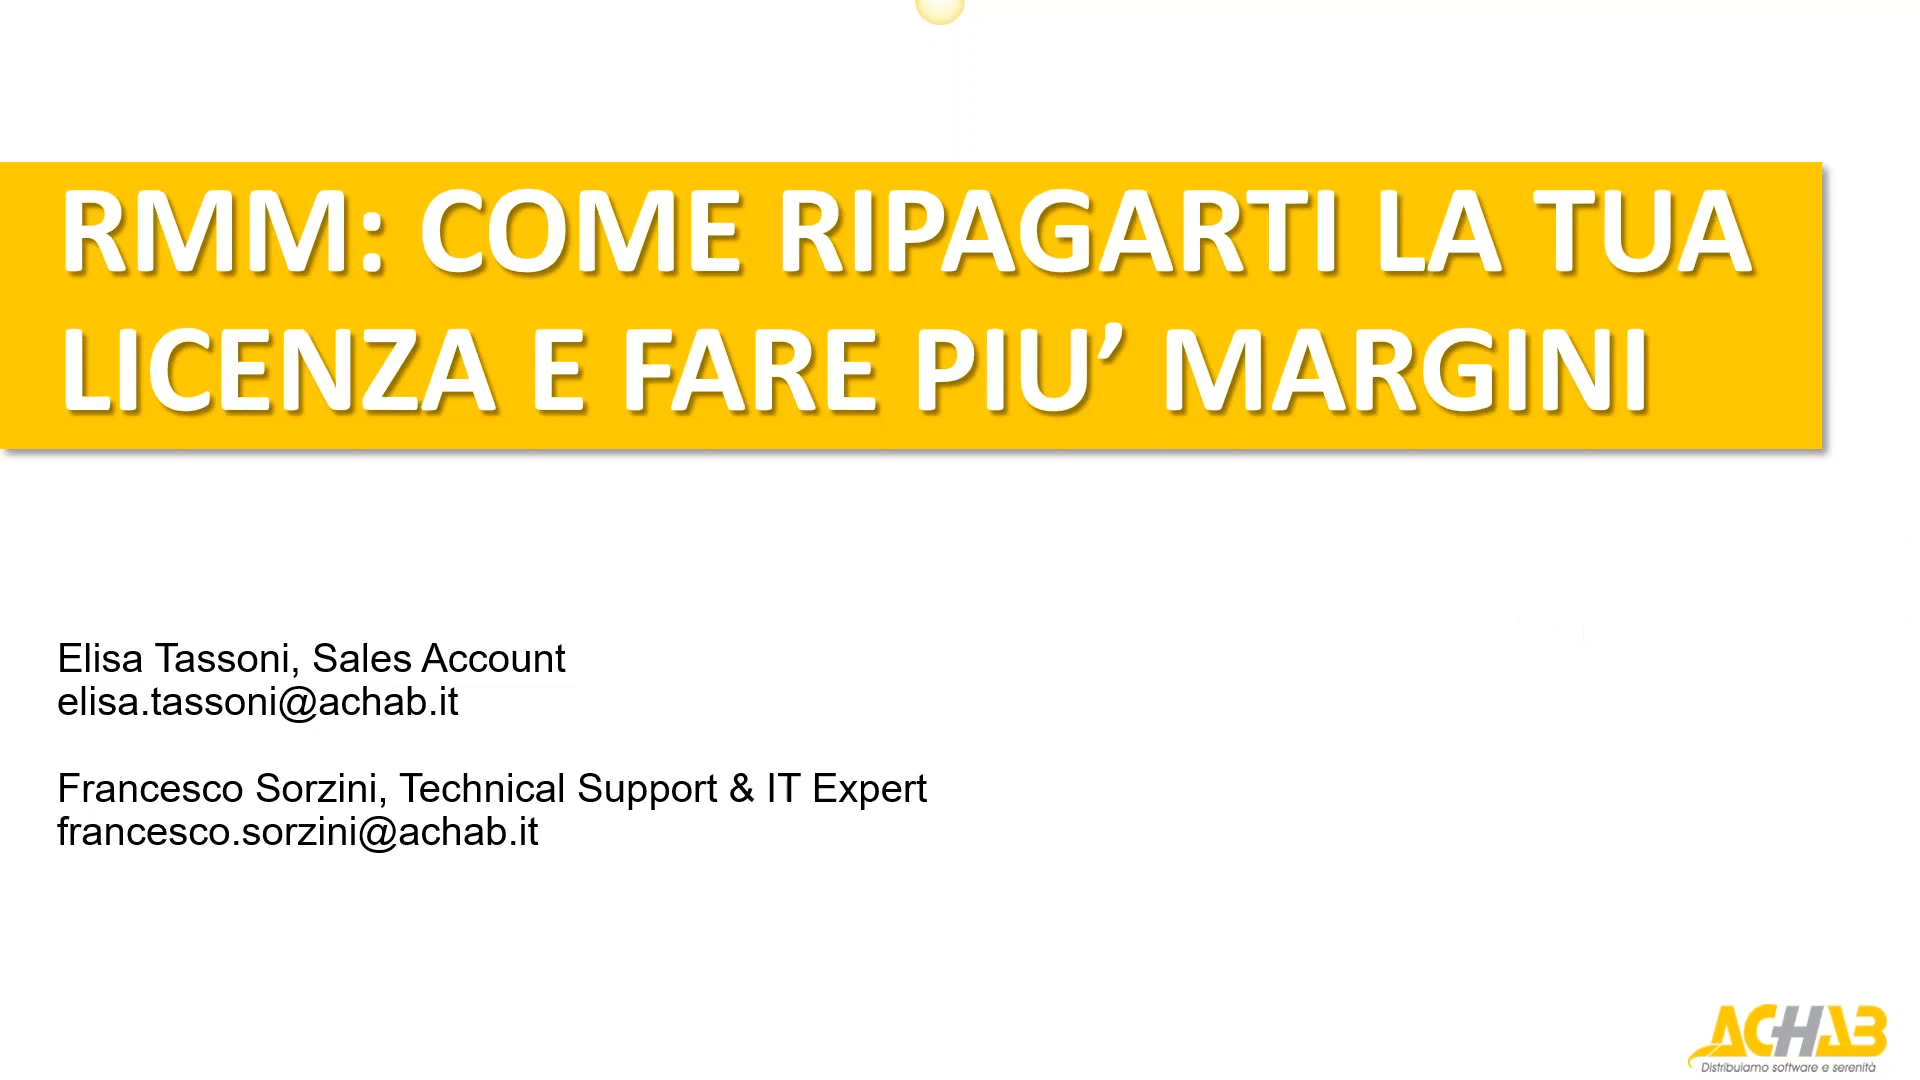 RMM: COME RIPAGARTI LA TUA
LICENZA E FARE PIU’ MARGINI
Elisa Tassoni, Sales Account
elisa.tassoni@achab.it
Francesco Sorzini, Technical Support & IT Expert
francesco.sorzini@achab.it
ACHAB
Distribuiamo software e serenità